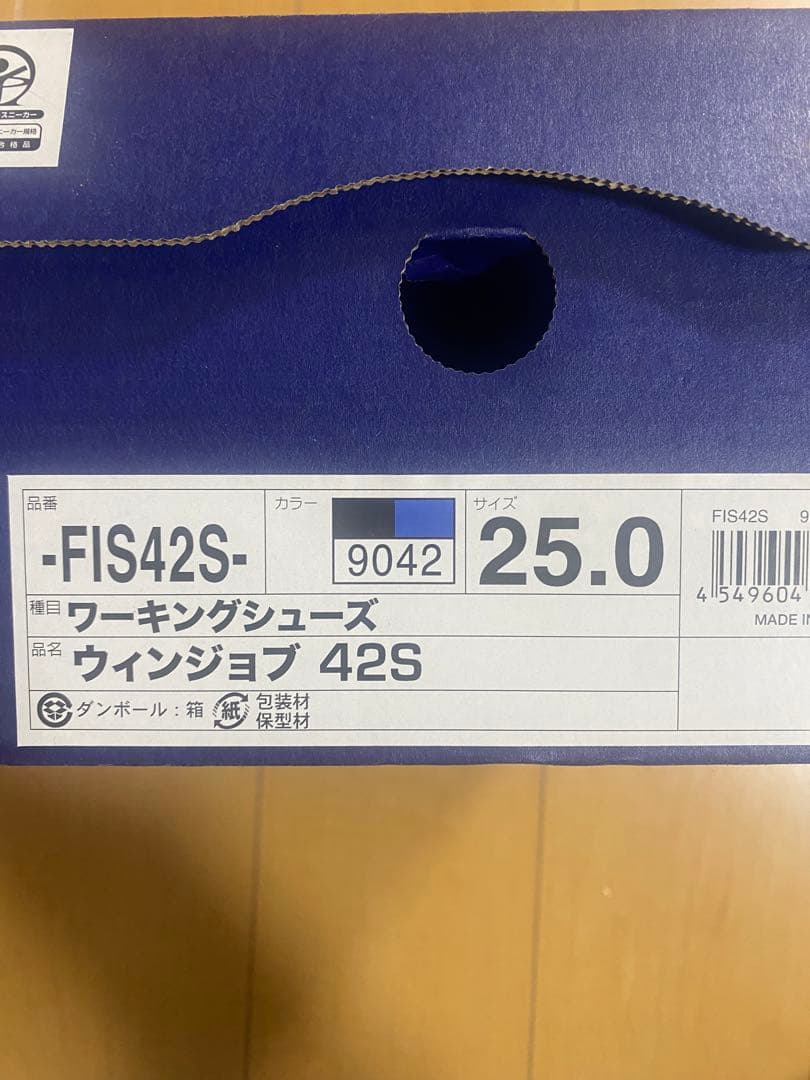 スニーカー
ニーカー規格
合格品
品番
-FIS42S-
カラー
9042
サイズ
25.0
FIS42S 9
4 549604
MADE IN
種目 ワーキングシューズ
品名 ウィンジョブ 42S
ダンボール：箱 紙 包装材
保型材